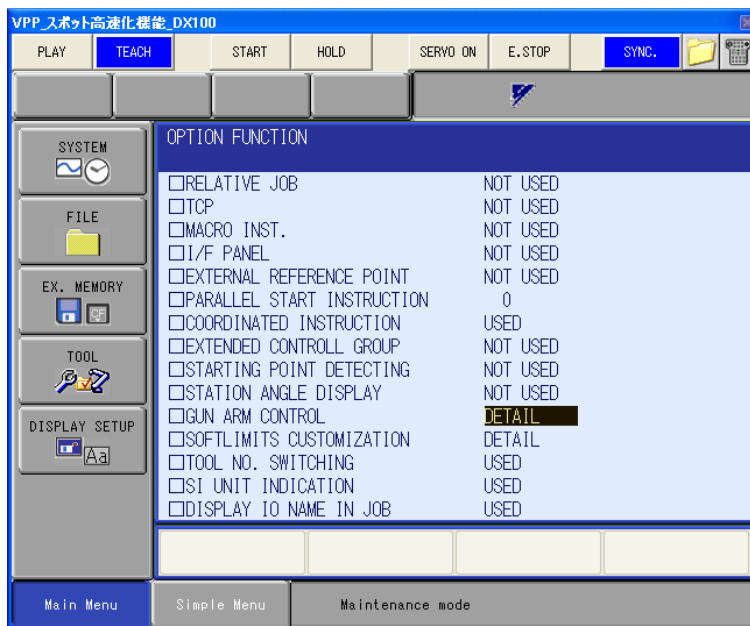 VPP_スポット高速化機能_DX100
PLAY TEACH START HOLD SERVO ON E.STOP SYNC.
SYSTEM
FILE
EX. MEMORY
CF
TOOL
DISPLAY SETUP
Aa
OPTION FUNCTION
□RELATIVE JOB NOT USED
□TCP NOT USED
□MACRO INST. NOT USED
□I/F PANEL NOT USED
□EXTERNAL REFERENCE POINT NOT USED
□PARALLEL START INSTRUCTION 0
□COORDINATED INSTRUCTION USED
□EXTENDED CONTROLL GROUP NOT USED
□STARTING POINT DETECTING NOT USED
□STATION ANGLE DISPLAY NOT USED
□GUN ARM CONTROL DETAIL
□SOFTLIMITS CUSTOMIZATION DETAIL
□TOOL NO. SWITCHING USED
□SI UNIT INDICATION USED
□DISPLAY IO NAME IN JOB USED
Main Menu Simple Menu Maintenance mode